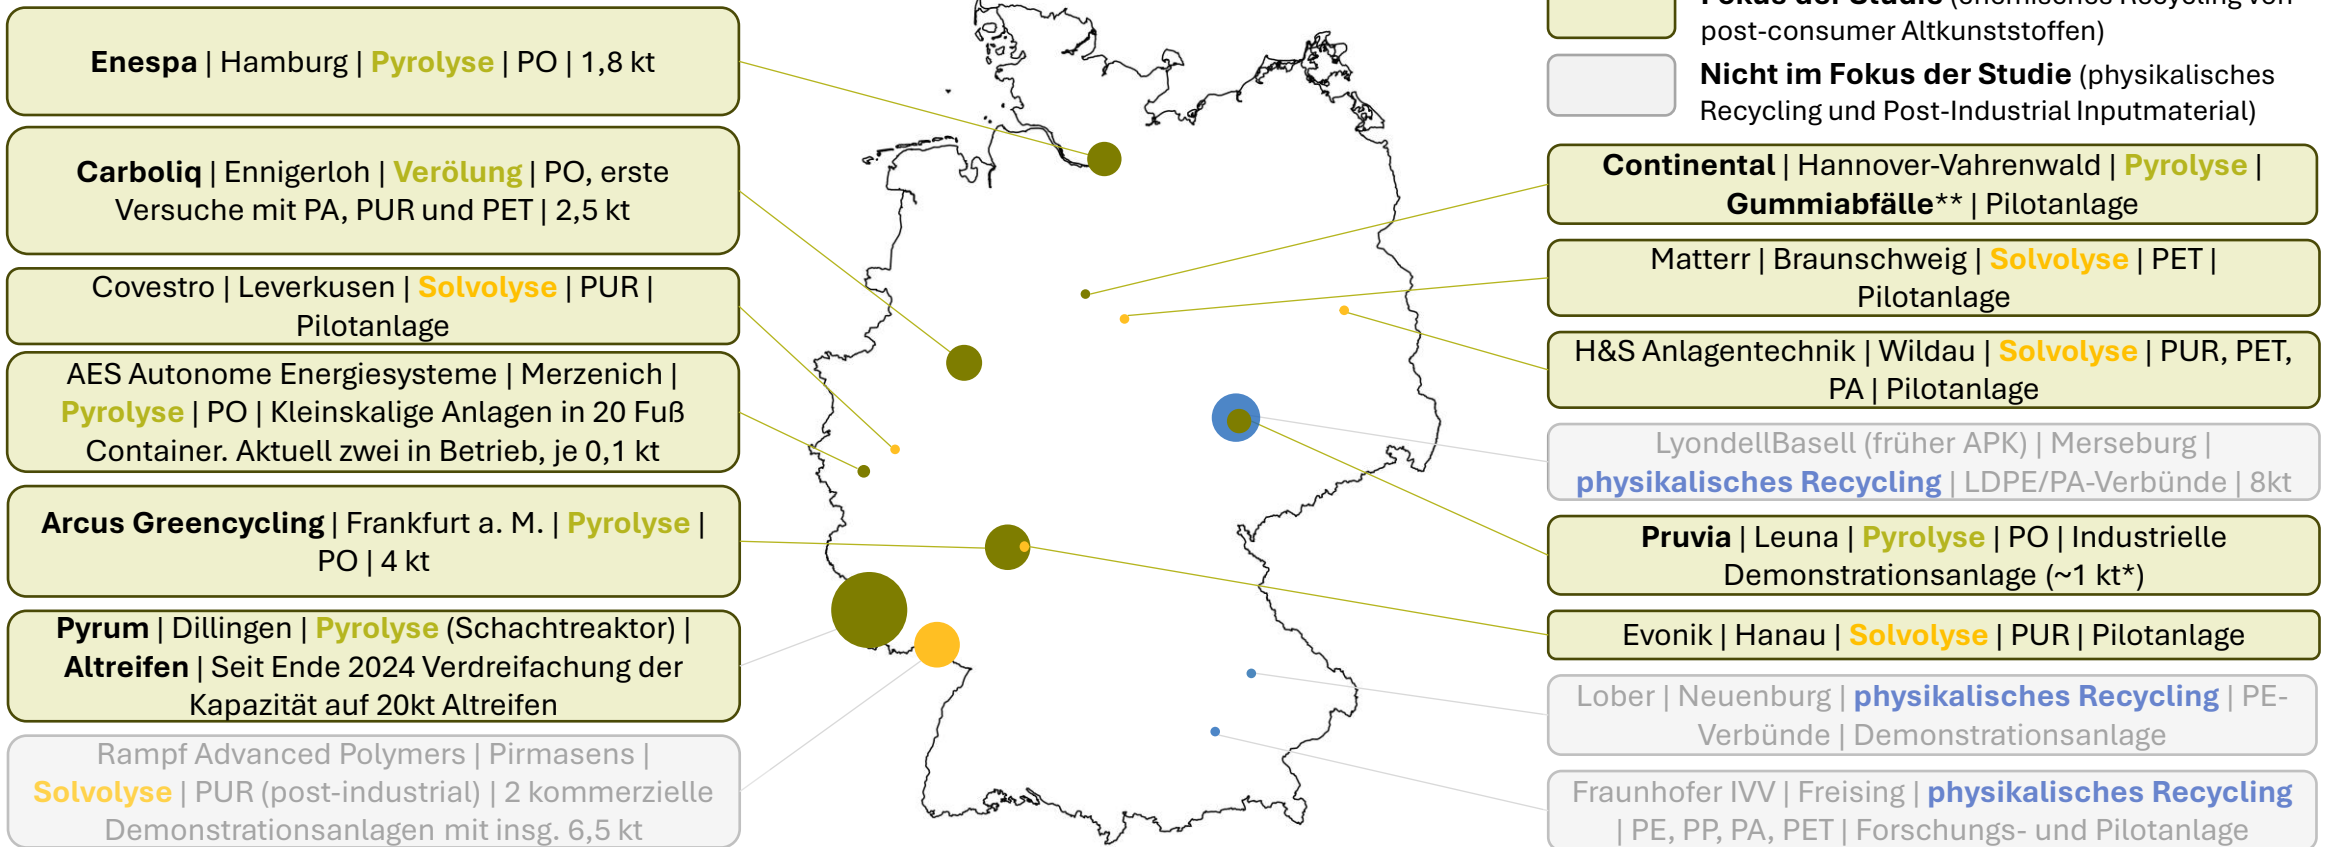 Enespa | Hamburg | Pyrolyse | PO | 1,8 kt
Carboliq | Ennigerloh | Verölung | PO, erste
Versuche mit PA, PUR und PET | 2,5 kt
Covestro | Leverkusen | Solvolyse | PUR |
Pilotanlage
AES Autonome Energiesysteme | Merzenich |
Pyrolyse | PO | Kleinskalige Anlagen in 20 Fuß
Container. Aktuell zwei in Betrieb, je 0,1 kt
Arcus Greencycling | Frankfurt a. M. | Pyrolyse |
PO | 4 kt
Pyrum | Dillingen | Pyrolyse (Schachtreaktor) |
Altreifen | Seit Ende 2024 Verdreifachung der
Kapazität auf 20kt Altreifen
Rampf Advanced Polymers | Pirmasens |
Solvolyse | PUR (post-industrial) | 2 kommerzielle
Demonstrationsanlagen mit insg. 6,5 kt
Fokus der Studie (chemisches Recycling von
post-consumer Altkunststoffen)
Nicht im Fokus der Studie (physikalisches
Recycling und Post-Industrial Inputmaterial)
Continental | Hannover-Vahrenwald | Pyrolyse |
Gummiabfälle** | Pilotanlage
Matterr | Braunschweig | Solvolyse | PET |
Pilotanlage
H&S Anlagentechnik | Wildau | Solvolyse | PUR, PET,
PA | Pilotanlage
LyondellBasell (früher APK) | Merseburg |
physikalisches Recycling | LDPE/PA-Verbünde | 8kt
Pruvia | Leuna | Pyrolyse | PO | Industrielle
Demonstrationsanlage (~1 kt*)
Evonik | Hanau | Solvolyse | PUR | Pilotanlage
Lober | Neuenburg | physikalisches Recycling | PE-
Verbünde | Demonstrationsanlage
Fraunhofer IVV | Freising | physikalisches Recycling
| PE, PP, PA, PET | Forschungs- und Pilotanlage